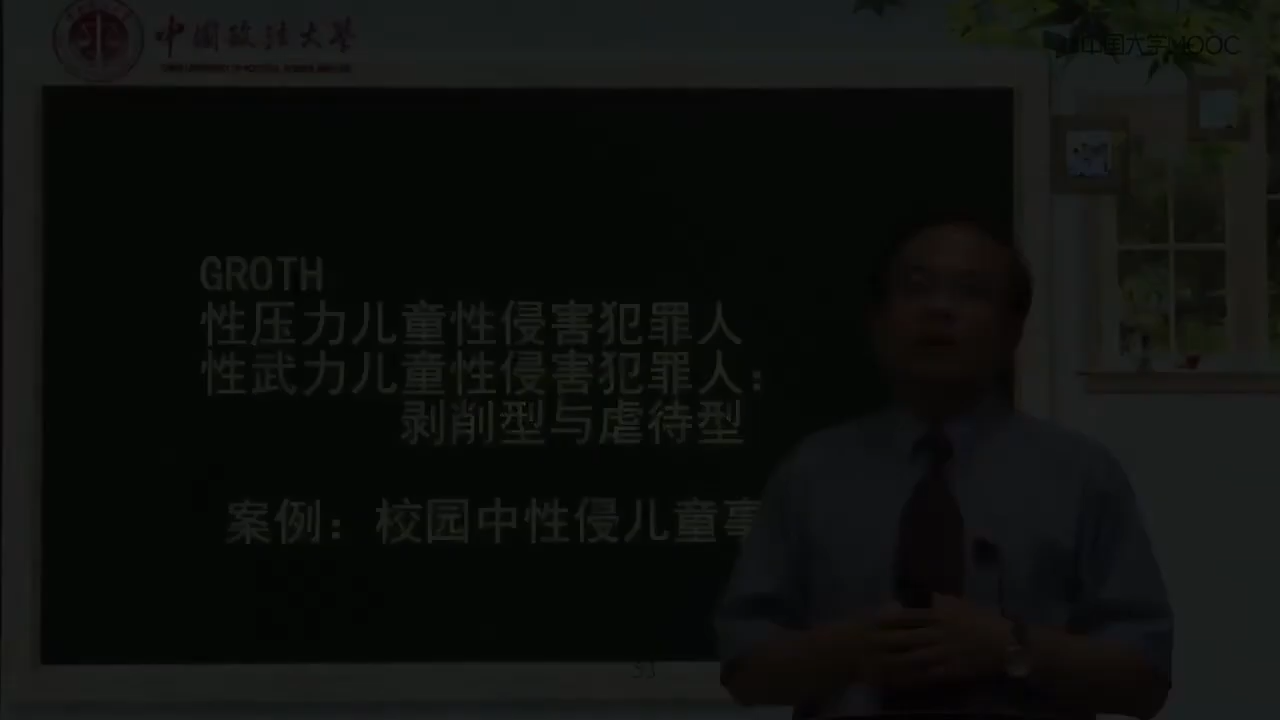 中国政法大学
中国大学MOOC
GROTH
性压力儿童性侵害犯罪人
性武力儿童性侵害犯罪人:
剥削型与虐待型
案例: 校园中性侵儿童事
53